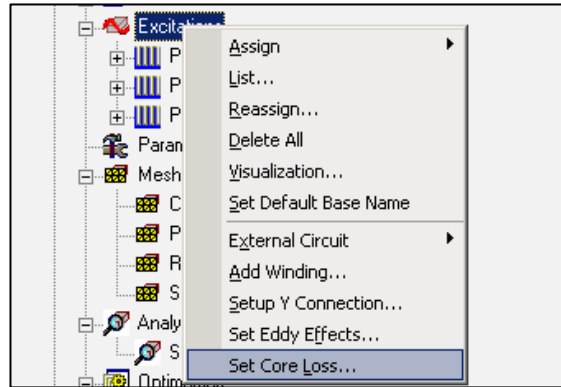 Excitations
Assign
P
List...
P
Reassign...
P
Delete All
Param
Visualization...
Mesh
Set Default Base Name
C
P
External Circuit
R
Add Winding...
S
Setup Y Connection...
Analy
Set Eddy Effects...
S
Set Core Loss...